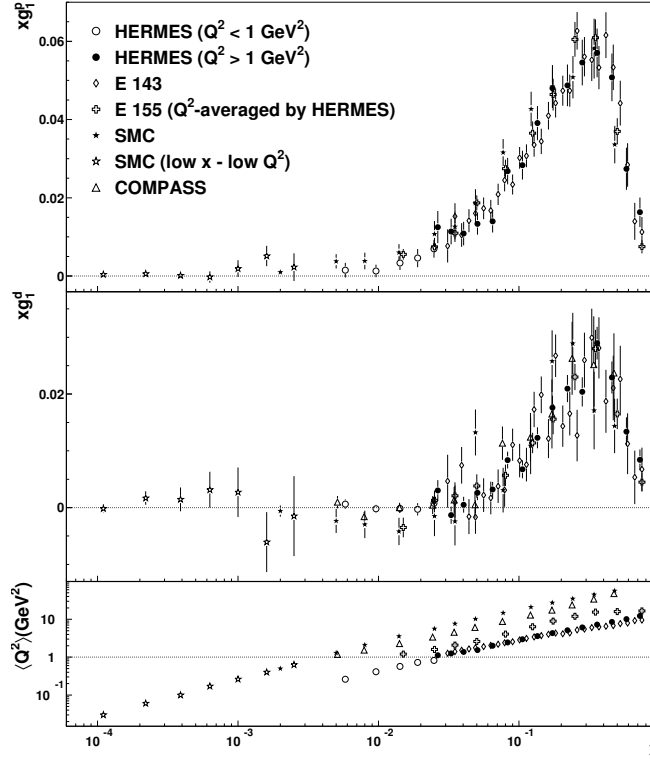 xg₁ᵖ
0.06
HERMES (Q² < 1 GeV²)
HERMES (Q² > 1 GeV²)
E 143
E 155 (Q²-averaged by HERMES)
SMC
SMC (low x - low Q²)
COMPASS
0.04
0.02
0
xg₁ᵈ
0.02
0
⟨Q²⟩(GeV²)
10
1
10⁻¹
10⁻⁴ 10⁻³ 10⁻² 10⁻¹